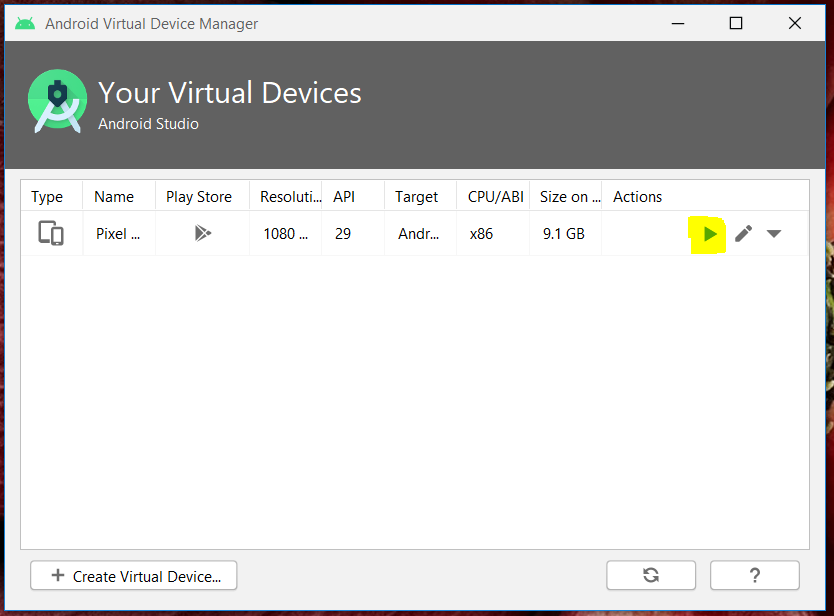 Android Virtual Device Manager
Your Virtual Devices
Android Studio
Type Name Play Store Resoluti... API Target CPU/ABI Size on ... Actions
Pixel ... 1080 ... 29 Andr... x86 9.1 GB
+ Create Virtual Device... ?